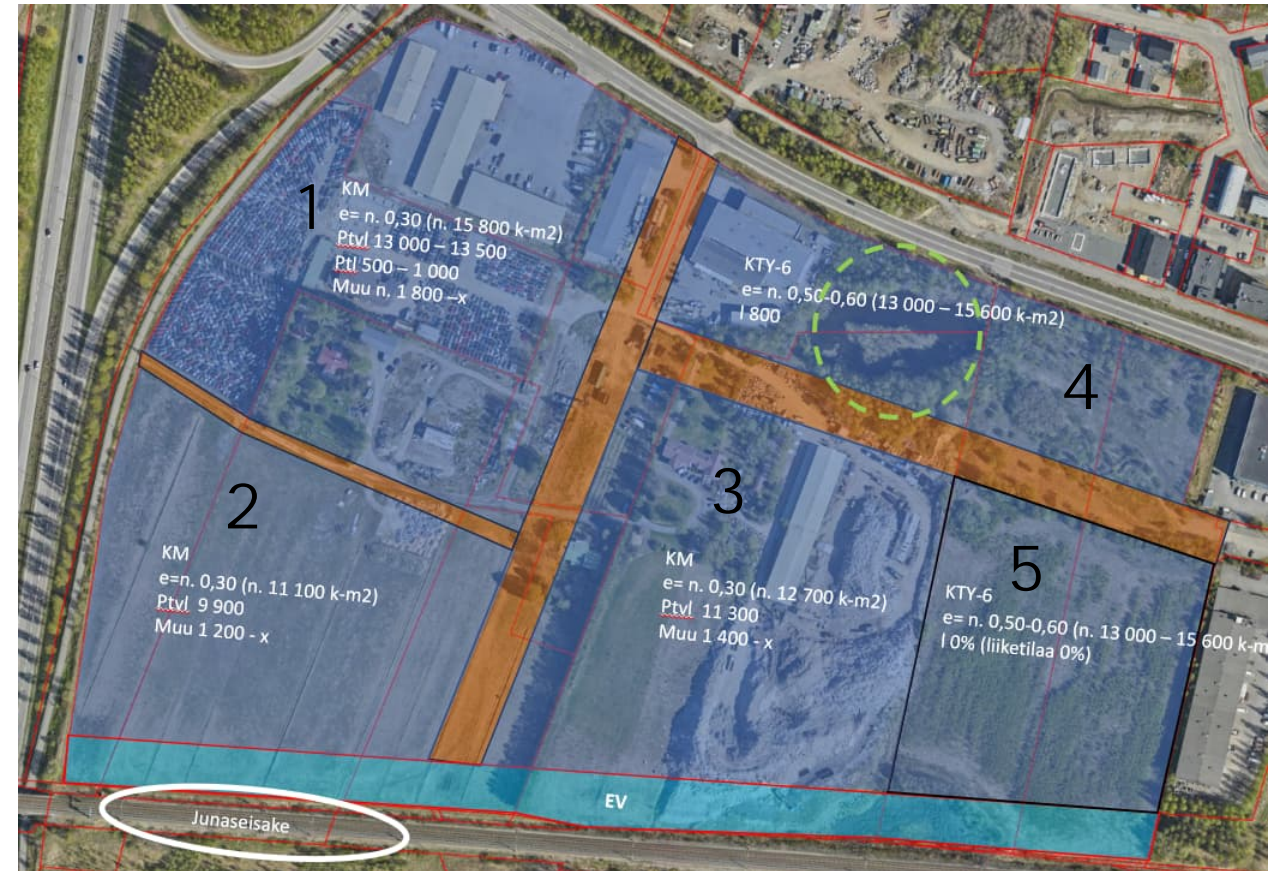 1
KM
e= n. 0,30 (n. 15 800 k-m2)
Ptvl 13 000 – 13 500
Ptl 500 – 1 000
Muu n. 1 800 –x
KTY-6
e= n. 0,50-0,60 (13 000 – 15 600 k-m2)
l 800
4
2
KM
e=n. 0,30 (n. 11 100 k-m2)
Ptvl 9 900
Muu 1 200 - x
3
KM
e= n. 0,30 (n. 12 700 k-m2)
Ptvl 11 300
Muu 1 400 - x
5
KTY-6
e= n. 0,50-0,60 (n. 13 000 – 15 600 k-m
l 0% (liiketilaa 0%)
EV
Junaseisake